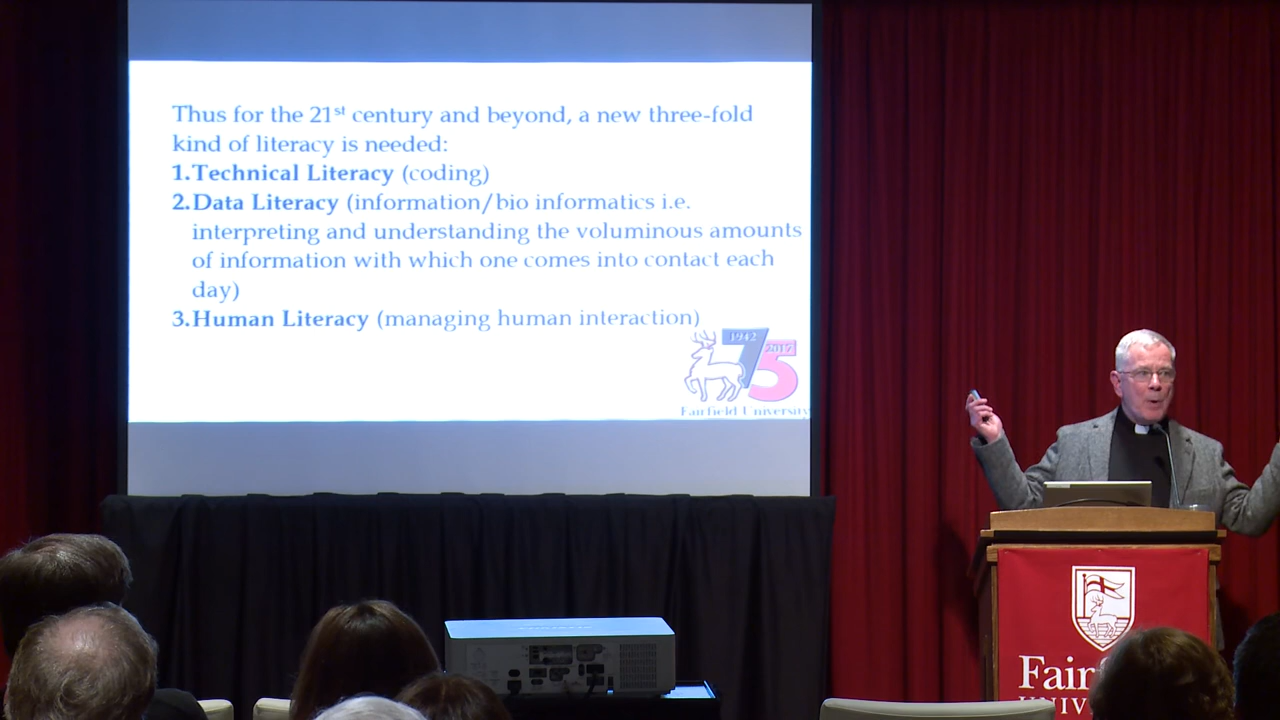 Thus for the 21st century and beyond, a new three-fold
kind of literacy is needed:
1.Technical Literacy (coding)
2.Data Literacy (information/bio informatics i.e.
interpreting and understanding the voluminous amounts
of information with which one comes into contact each
day)
3.Human Literacy (managing human interaction)
1942
75
2017
Fairfield University